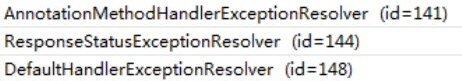 AnnotationMethodHandlerExceptionResolver (id=141)
ResponseStatusExceptionResolver (id=144)
DefaultHandlerExceptionResolver (id=148)